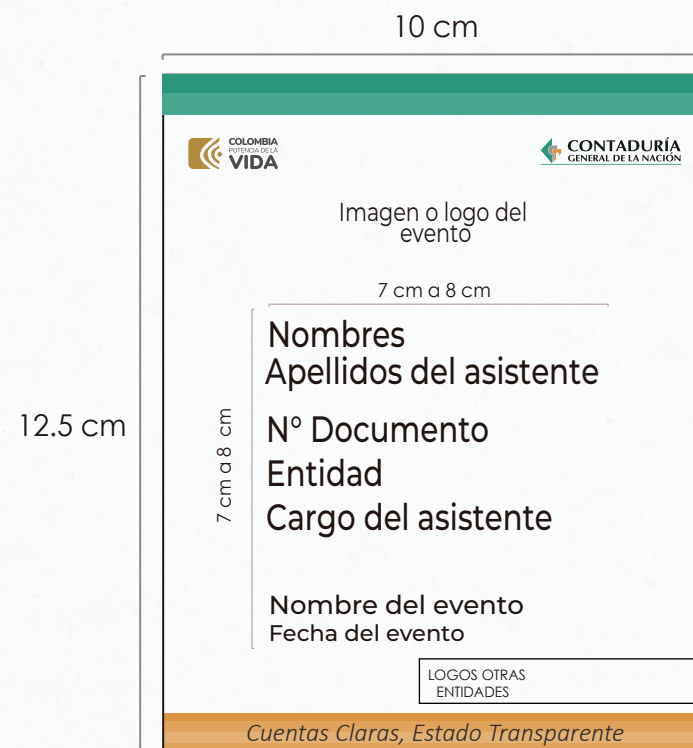 10 cm
COLOMBIA
POTENCIA DE LA
VIDA
CONTADURÍA
GENERAL DE LA NACIÓN
Imagen o logo del
evento
7 cm a 8 cm
Nombres
Apellidos del asistente
12.5 cm
7 cm a 8 cm
N° Documento
Entidad
Cargo del asistente
Nombre del evento
Fecha del evento
LOGOS OTRAS
ENTIDADES
Cuentas Claras, Estado Transparente